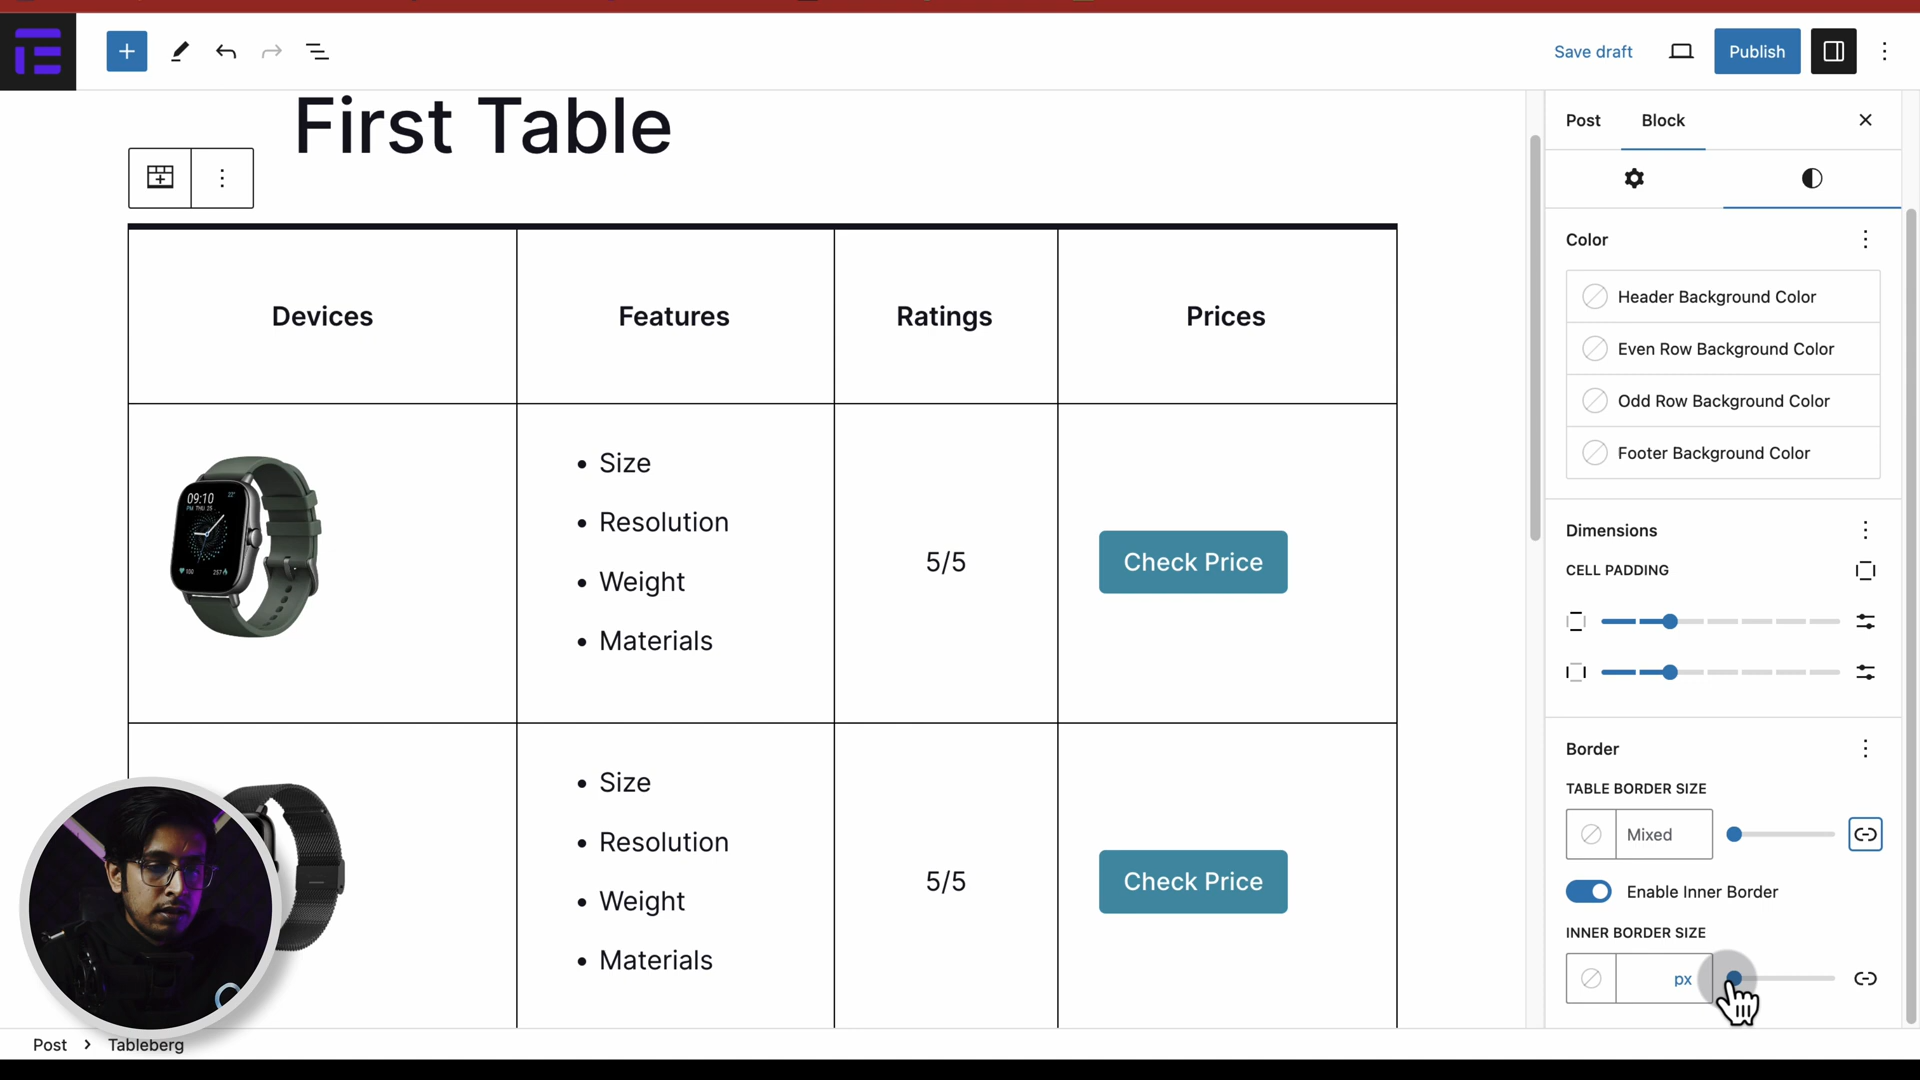 Save draft
Publish
First Table
Post
Block
Color
Header Background Color
Even Row Background Color
Odd Row Background Color
Footer Background Color
Dimensions
CELL PADDING
Border
TABLE BORDER SIZE
Mixed
Enable Inner Border
INNER BORDER SIZE
px
Devices
Features
Ratings
Prices
09:10
• Size
• Resolution
• Weight
• Materials
5/5
Check Price
• Size
• Resolution
• Weight
• Materials
5/5
Check Price
Post > Tableberg